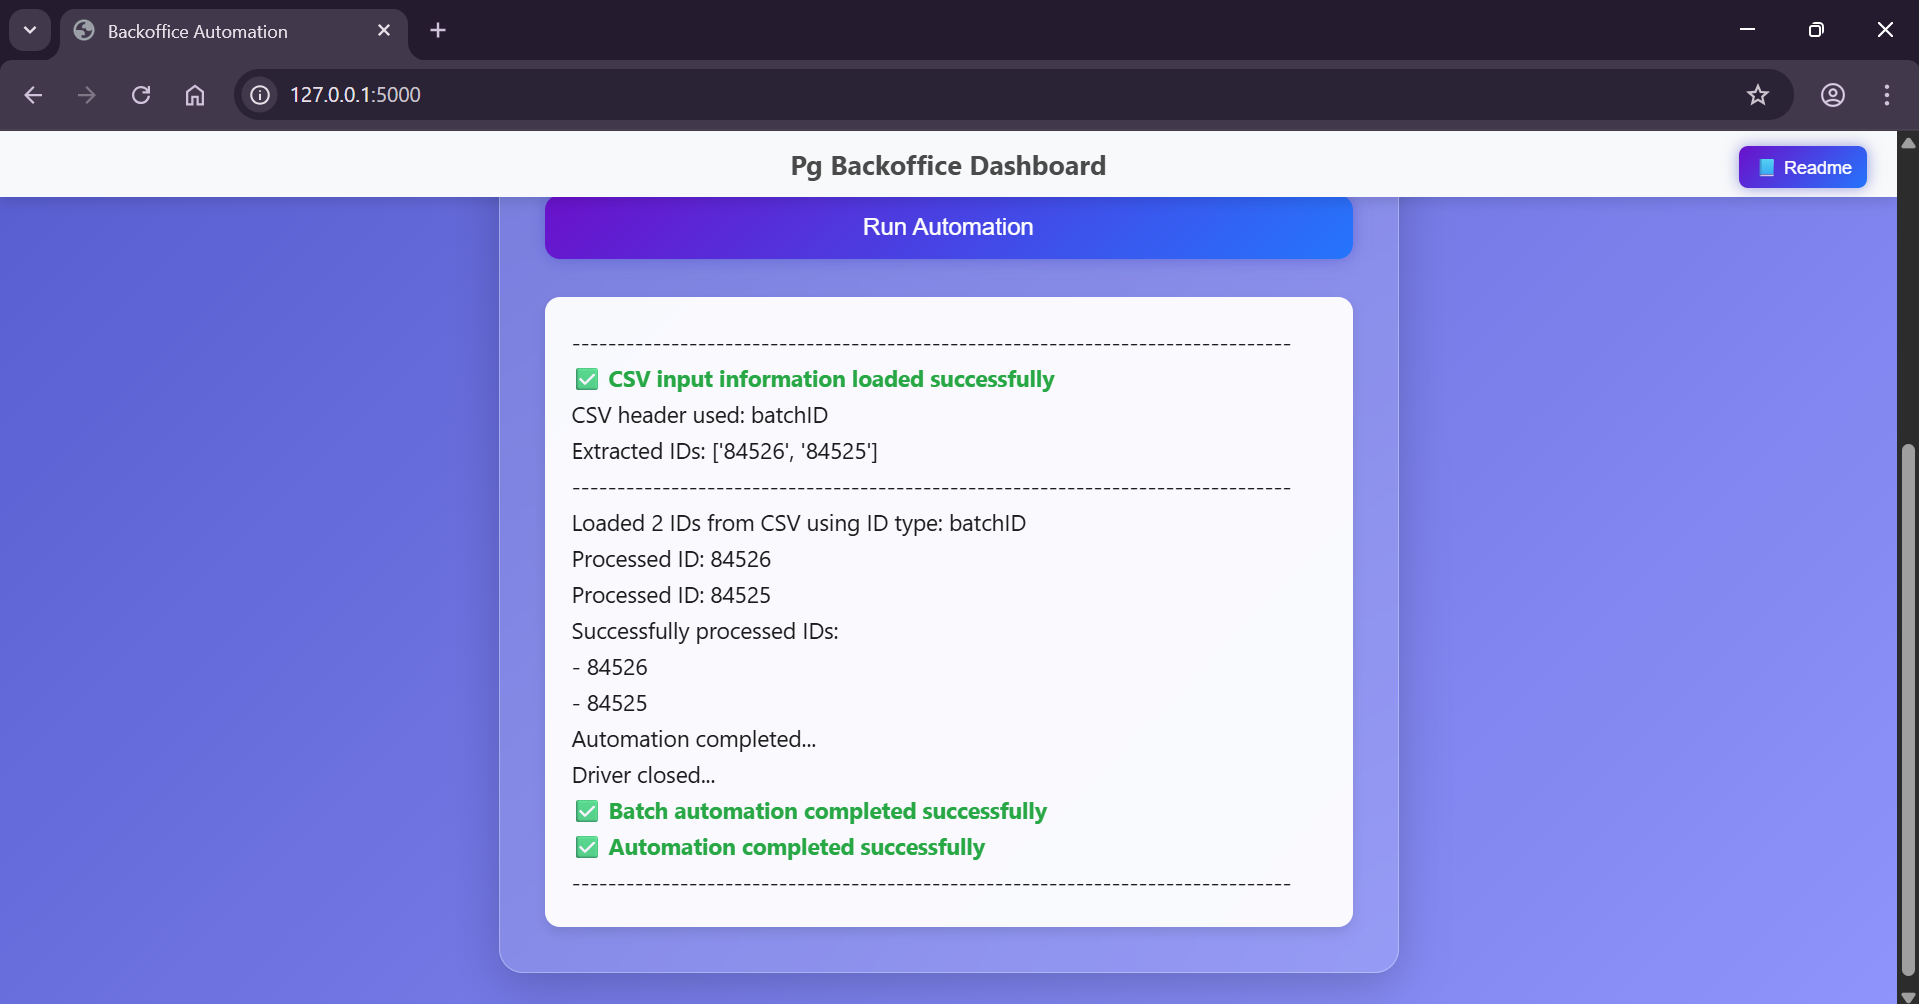 Backoffice Automation
127.0.0.1:5000
Pg Backoffice Dashboard
Readme
Run Automation
--------------------------------------------------------------------------------
✅ CSV input information loaded successfully
CSV header used: batchID
Extracted IDs: ['84526', '84525']
--------------------------------------------------------------------------------
Loaded 2 IDs from CSV using ID type: batchID
Processed ID: 84526
Processed ID: 84525
Successfully processed IDs:
- 84526
- 84525
Automation completed...
Driver closed...
✅ Batch automation completed successfully
✅ Automation completed successfully
--------------------------------------------------------------------------------